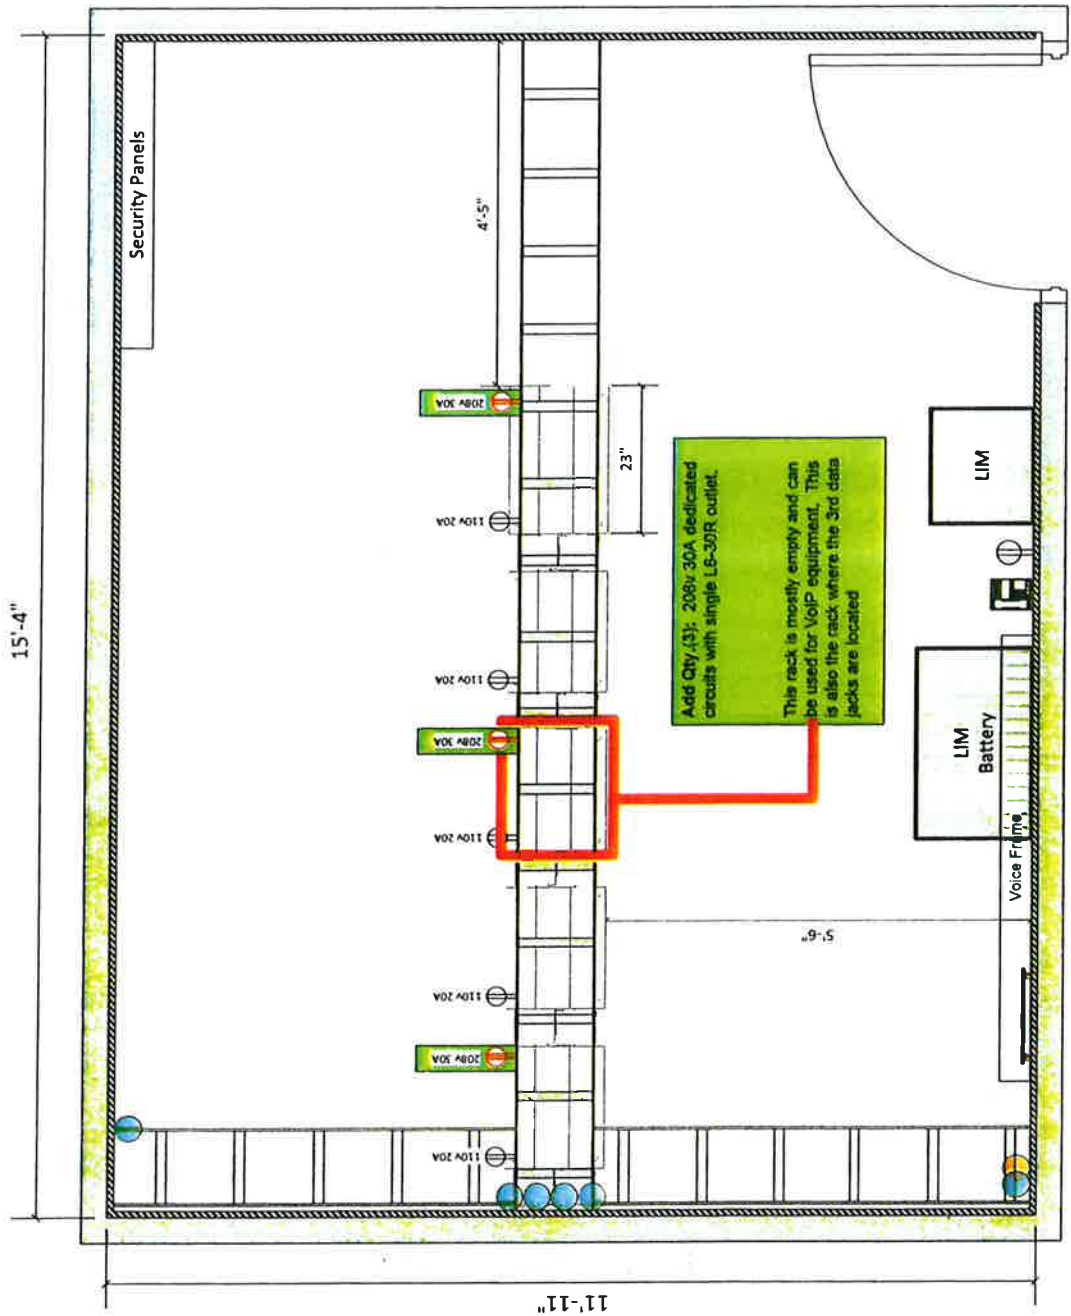 15'-4"
Security Panels
4'-5"
208v 30A
110v 20A
23"
110v 20A
208v 30A
110v 20A
110v 20A
208v 30A
110v 20A
Add Qty.(3): 208v 30A dedicated
circuits with single L6-30R outlet.
This rack is mostly empty and can
be used for VoIP equipment. This
is also the rack where the 3rd data
jacks are located
LIM
LIM
Battery
Voice Frame
5'-6"
11'-11"